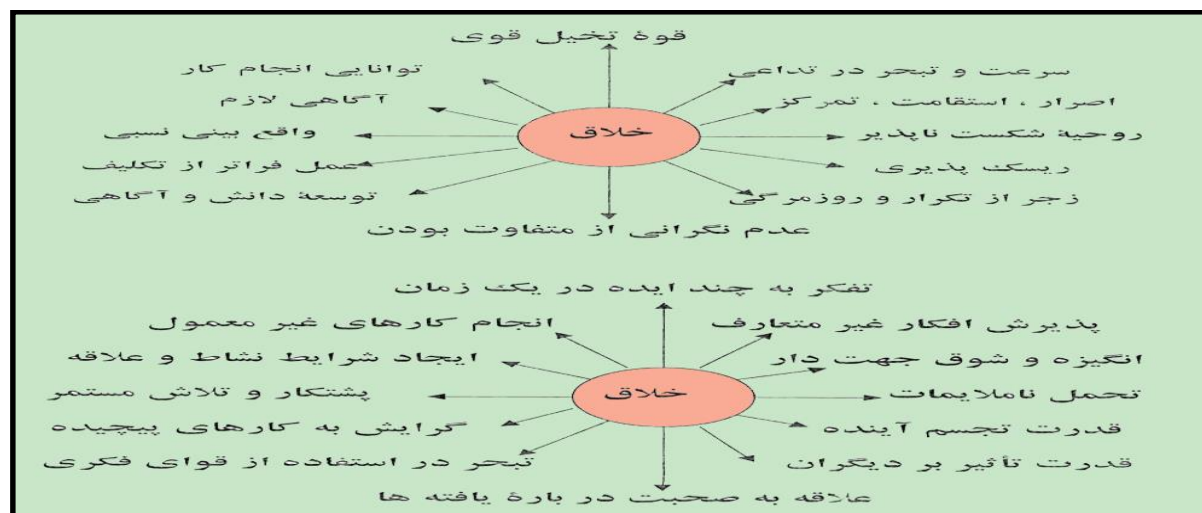 قوهٔ تخیل قوی
سرعت و تبحر در تداعی
توانایی انجام کار
اصرار ، استقامت ، تمرکز
آگاهی لازم
روحیهٔ شکست ناپذیر
خلاق
واقع بینی نسبی
ریسک پذیری
عمل فراتر از تکلیف
زجر از تکرار و روزمرگی
توسعهٔ دانش و آگاهی
عدم نگرانی از متفاوت بودن
تفکر به چند ایده در یک زمان
پذیرش افکار غیر متعارف
انجام کارهای غیر معمول
انگیزه و شوق جهت دار
ایجاد شرایط نشاط و علاقه
تحمل ناملایمات
خلاق
پشتکار و تلاش مستمر
قدرت تجسم آینده
گرایش به کارهای پیچیده
قدرت تأثیر بر دیگران
تبحر در استفاده از قوای فکری
علاقه به صحبت در بارهٔ یافته ها